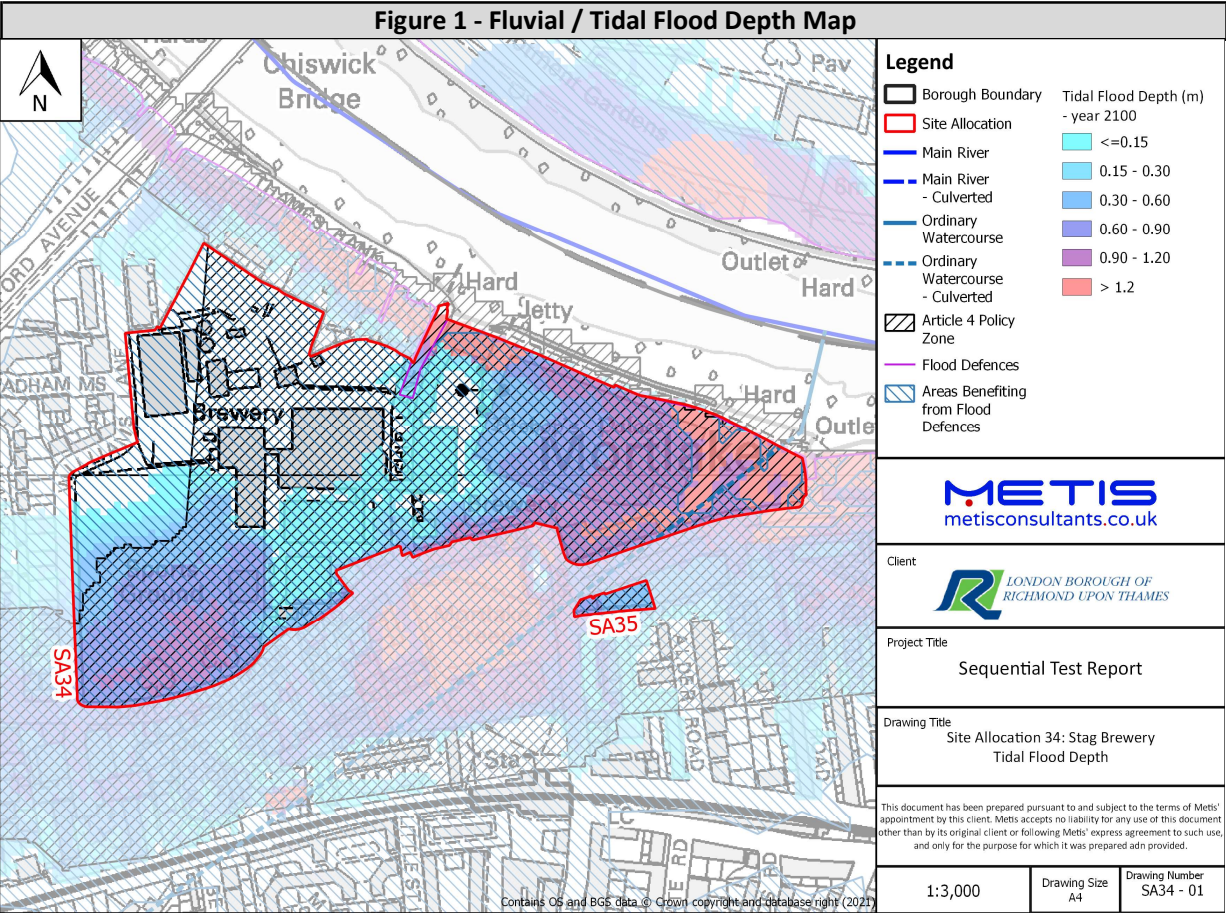 Figure 1 - Fluvial / Tidal Flood Depth Map
N
Chiswick
Bridge
Pav
Outlet
Hard
Hard
Jetty
Hard
Outle
ORD AVENUE
ADHAM MS
Brewery
SA34
SA35
ALDER ROAD
Sta
Contains OS and BGS data © Crown copyright and database right (2021)
Legend
Borough Boundary
Site Allocation
Main River
Main River
- Culverted
Ordinary
Watercourse
Ordinary
Watercourse
- Culverted
Article 4 Policy
Zone
Flood Defences
Areas Benefiting
from Flood
Defences
Tidal Flood Depth (m)
- year 2100
<=0.15
0.15 - 0.30
0.30 - 0.60
0.60 - 0.90
0.90 - 1.20
> 1.2
METIS
metisconsultants.co.uk
Client
LONDON BOROUGH OF
RICHMOND UPON THAMES
Project Title
Sequential Test Report
Drawing Title
Site Allocation 34: Stag Brewery
Tidal Flood Depth
This document has been prepared pursuant to and subject to the terms of Metis'
appointment by this client. Metis accepts no liability for any use of this document
other than by its original client or following Metis' express agreement to such use,
and only for the purpose for which it was prepared adn provided.
1:3,000
Drawing Size
A4
Drawing Number
SA34 - 01